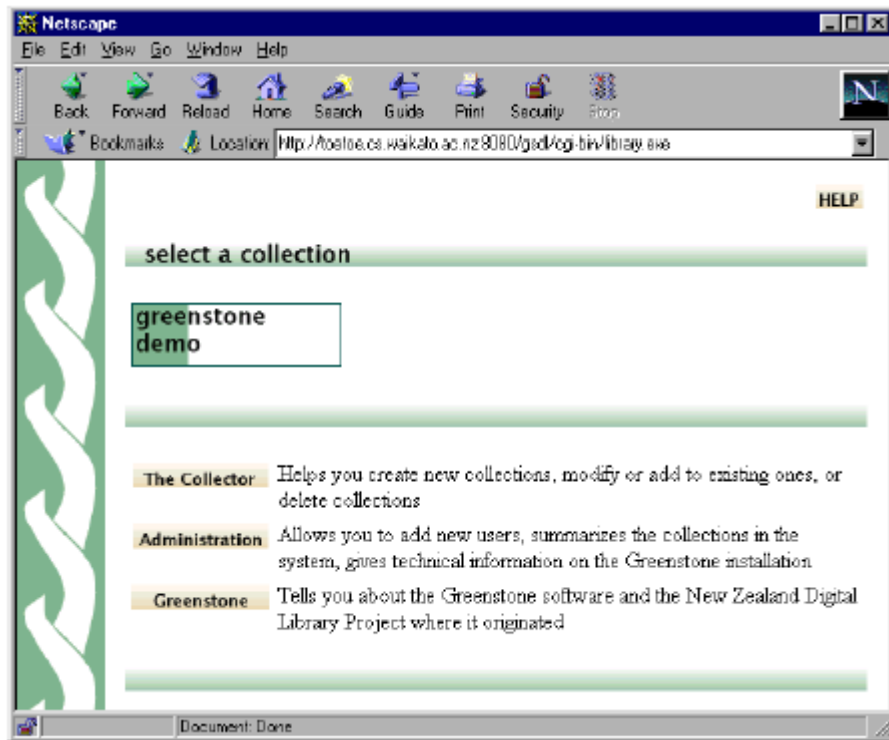 Netscape
File Edit View Go Window Help
Back Forward Reload Home Search Guide Print Security Stop
Bookmarks Location: http://toetoe.cs.waikato.ac.nz:8080/gsdl/cgi-bin/library.exe
N
HELP
select a collection
greenstone
demo
The Collector Helps you create new collections, modify or add to existing ones, or
delete collections
Administration Allows you to add new users, summarizes the collections in the
system, gives technical information on the Greenstone installation
Greenstone Tells you about the Greenstone software and the New Zealand Digital
Library Project where it originated
Document: Done